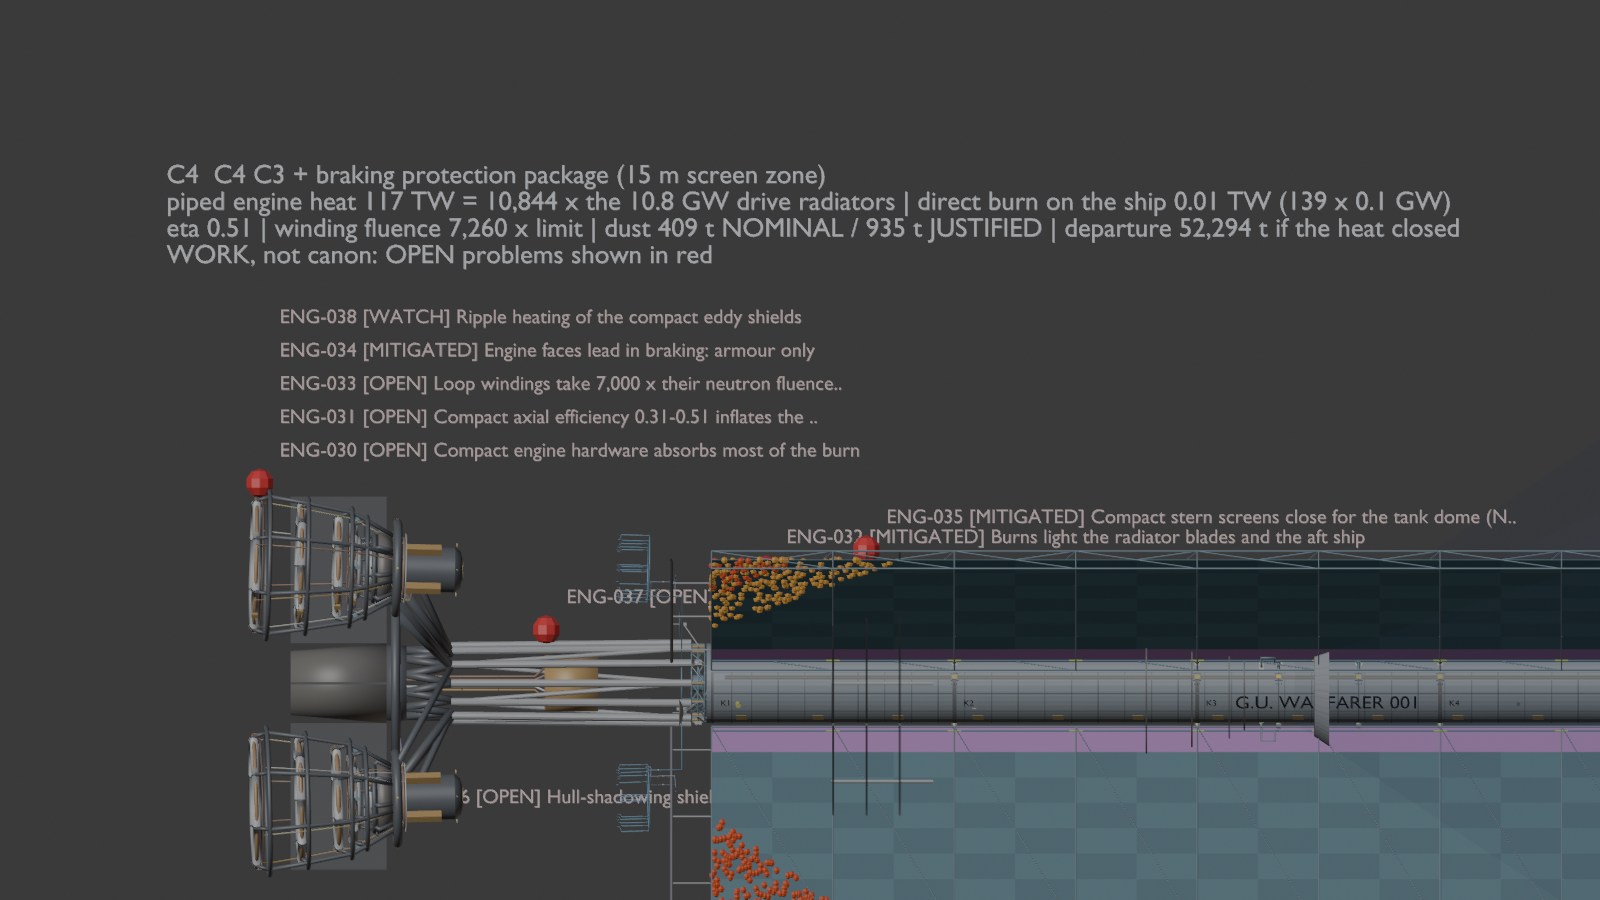 C4 C4 C3 + braking protection package (15 m screen zone)
piped engine heat 117 TW = 10,844 x the 10.8 GW drive radiators | direct burn on the ship 0.01 TW (139 x 0.1 GW)
eta 0.51 | winding fluence 7,260 x limit | dust 409 t NOMINAL / 935 t JUSTIFIED | departure 52,294 t if the heat closed
WORK, not canon: OPEN problems shown in red
ENG-038 [WATCH] Ripple heating of the compact eddy shields
ENG-034 [MITIGATED] Engine faces lead in braking: armour only
ENG-033 [OPEN] Loop windings take 7,000 x their neutron fluence..
ENG-031 [OPEN] Compact axial efficiency 0.31-0.51 inflates the ..
ENG-030 [OPEN] Compact engine hardware absorbs most of the burn
ENG-035 [MITIGATED] Compact stern screens close for the tank dome (N..
[MITIGATED] Burns light the radiator blades and the aft ship
ENG-037 [OPEN]
K1 K2 K3 G.U. WA FARER 001 K4
6 [OPEN] Hull-shadowing shiel